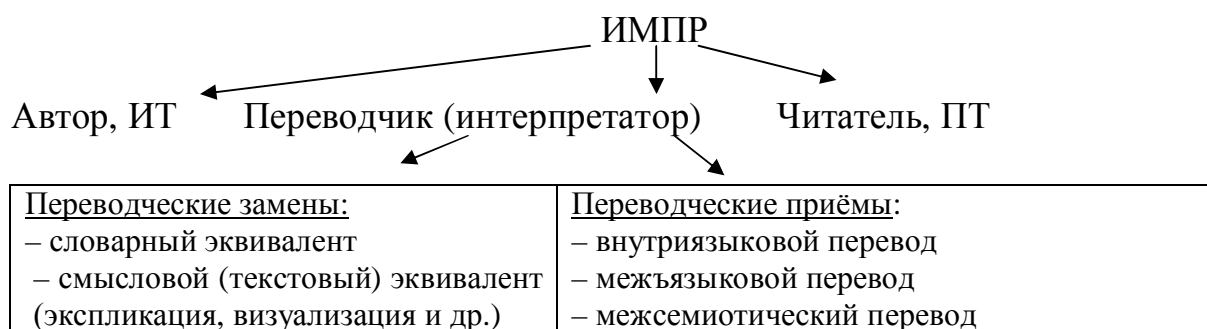 ИМПР
Автор, ИТ Переводчик (интерпретатор) Читатель, ПТ
Переводческие замены:
– словарный эквивалент
– смысловой (текстовый) эквивалент
(экспликация, визуализация и др.)
Переводческие приёмы:
– внутриязыковой перевод
– межъязыковой перевод
– межсемиотический перевод